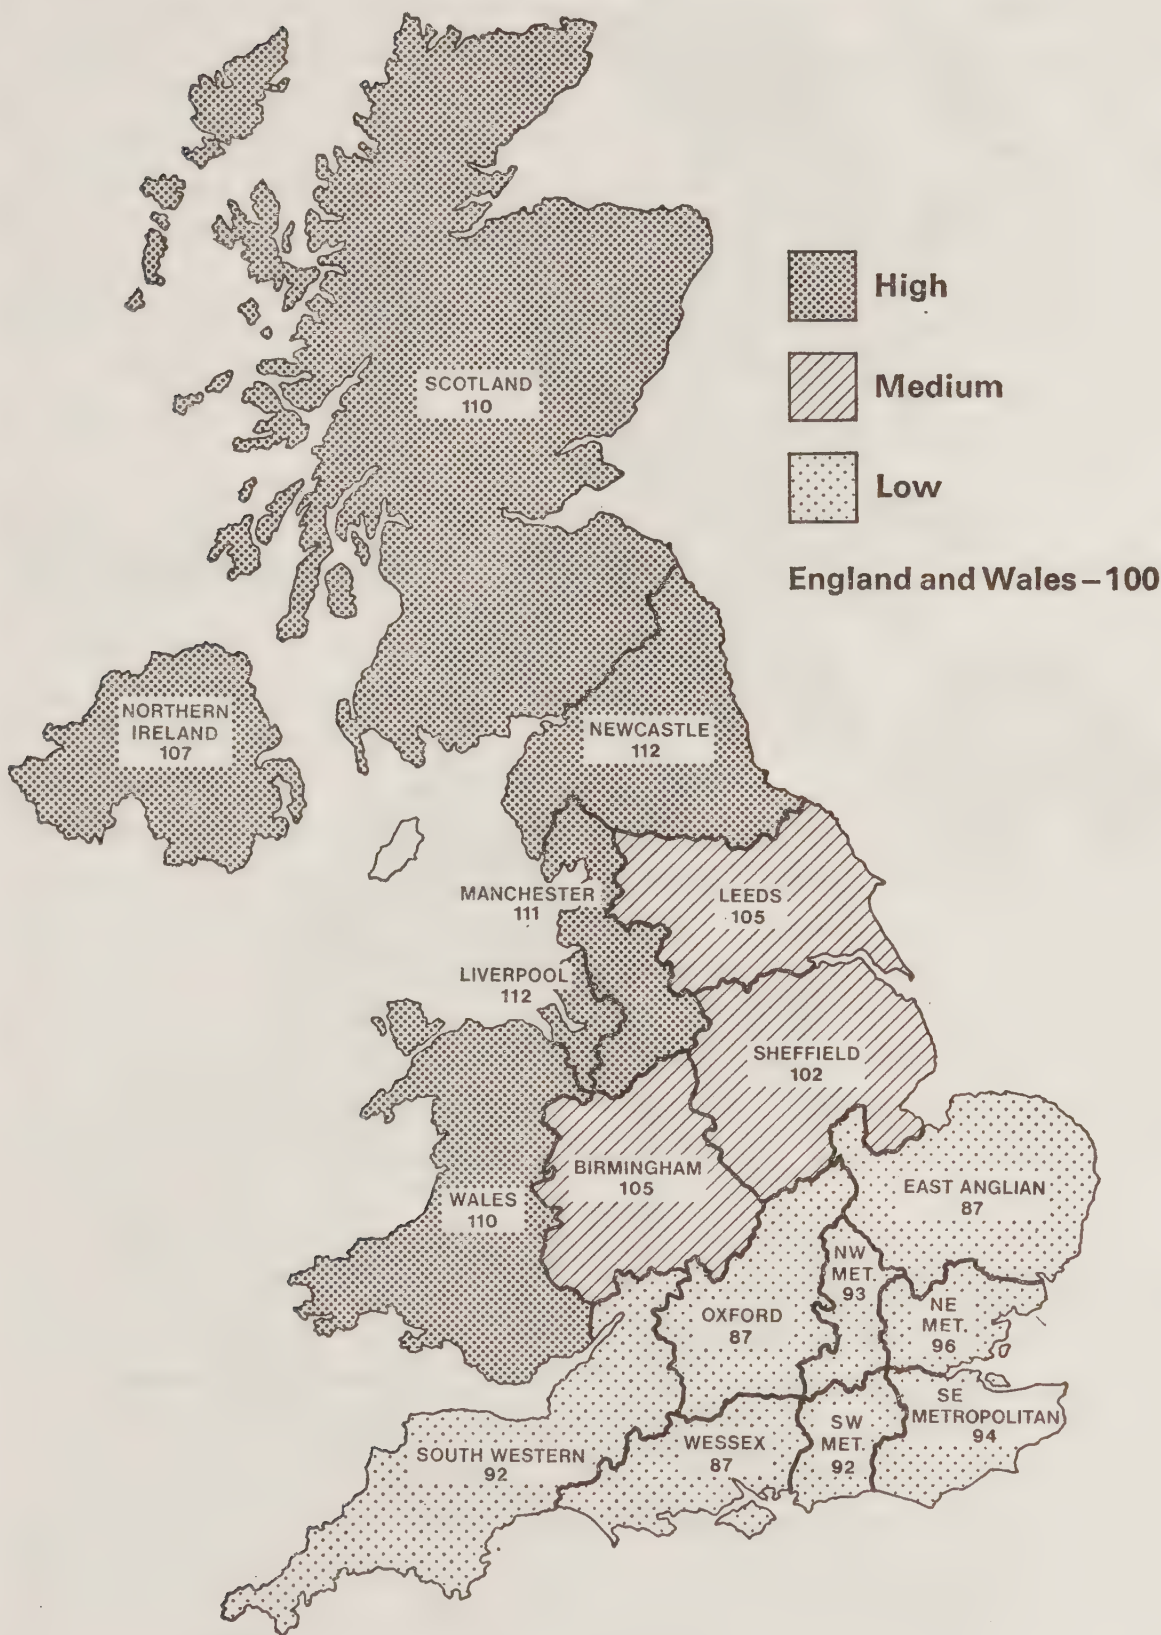 High
Medium
Low
England and Wales – 100
SCOTLAND
110
NORTHERN
IRELAND
107
NEWCASTLE
112
MANCHESTER
111
LEEDS
105
LIVERPOOL
112
SHEFFIELD
102
BIRMINGHAM
105
WALES
110
EAST ANGLIAN
87
NW
MET.
93
NE
MET.
96
OXFORD
87
SE
METROPOLITAN
94
SW
MET.
92
WESSEX
87
SOUTH WESTERN
92